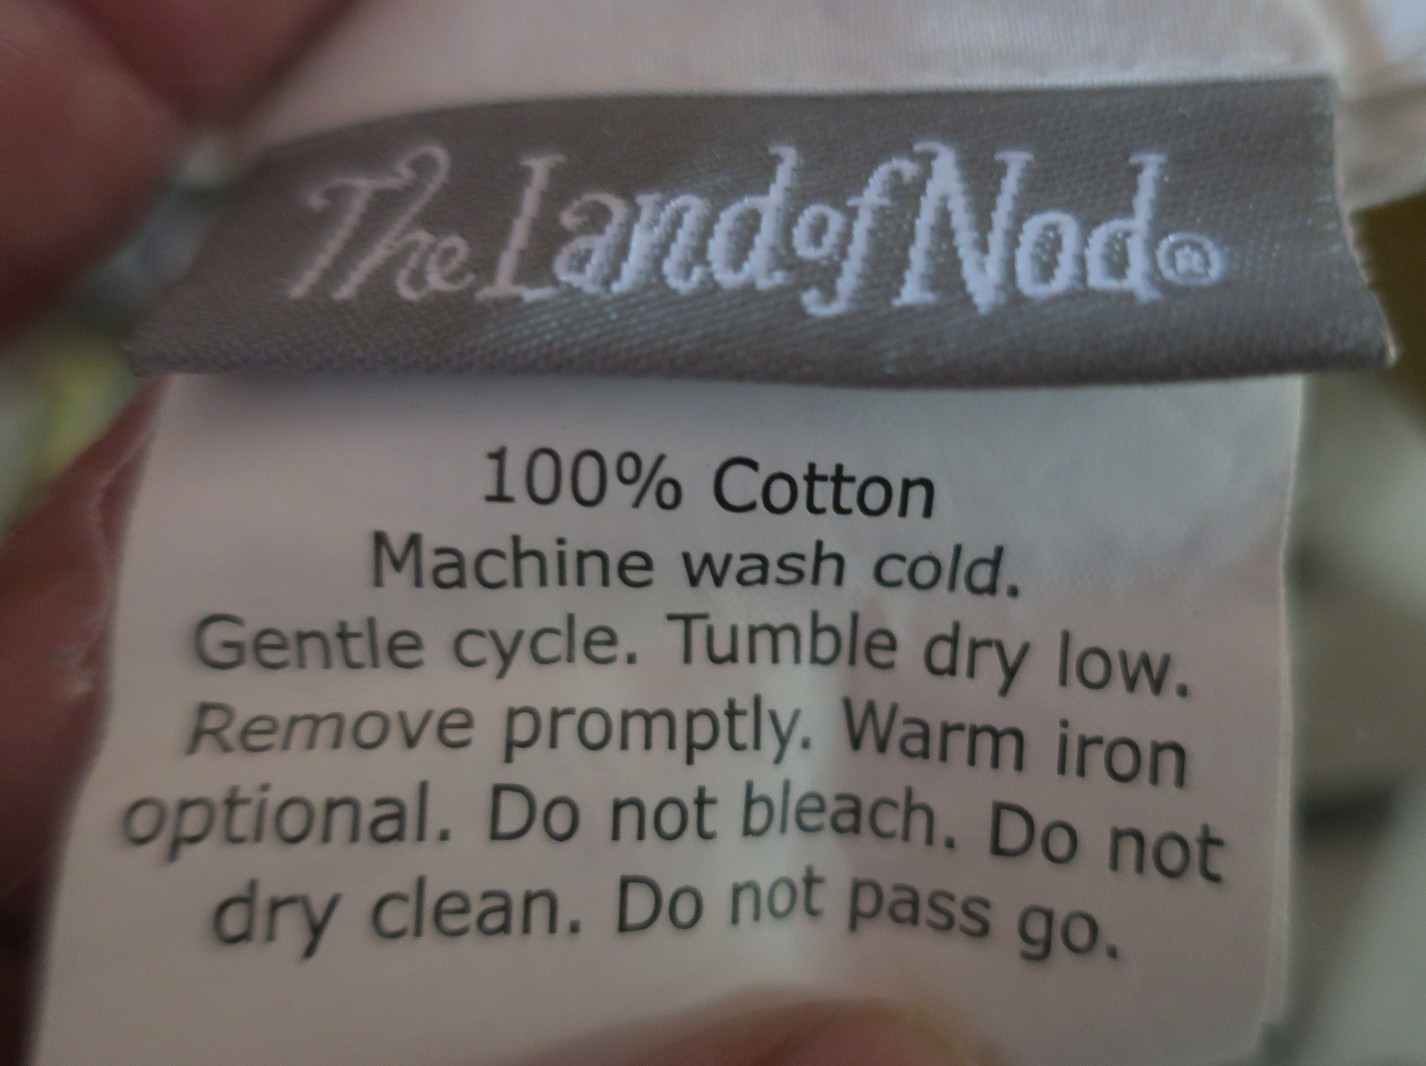 The Land of Nod®
100% Cotton
Machine wash cold.
Gentle cycle. Tumble dry low.
Remove promptly. Warm iron
optional. Do not bleach. Do not
dry clean. Do not pass go.